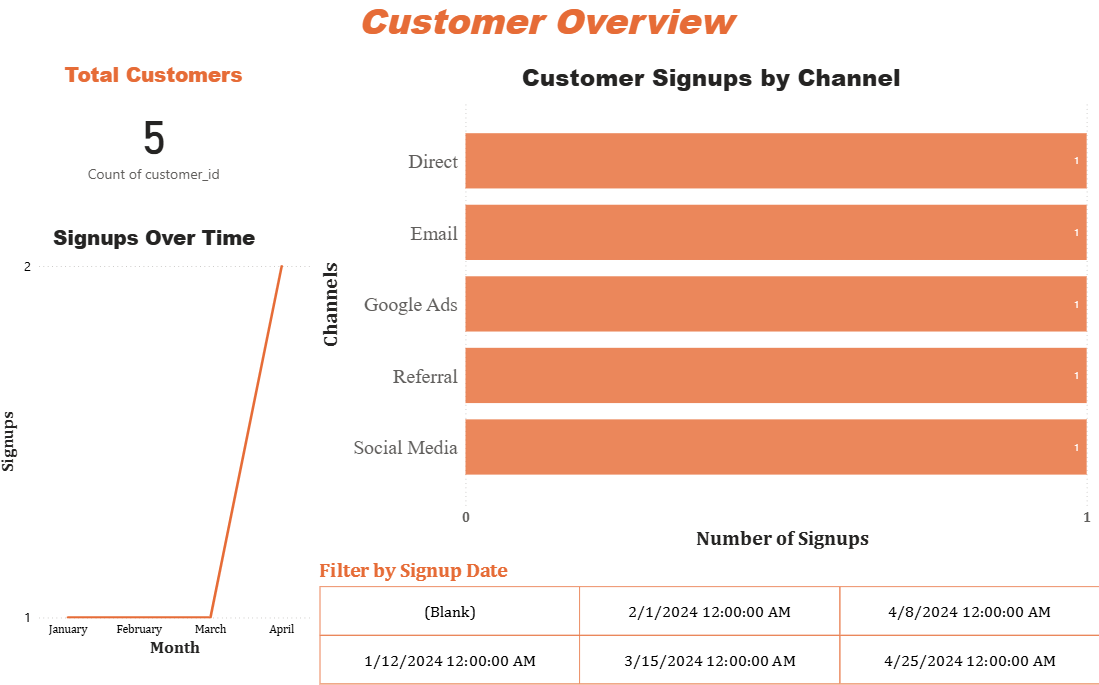 Customer Overview
Total Customers
5
Count of customer_id
Signups Over Time
2
1
Signups
January February March April
Month
Customer Signups by Channel
Channels
Direct 1
Email 1
Google Ads 1
Referral 1
Social Media 1
0 1
Number of Signups
Filter by Signup Date
(Blank) 2/1/2024 12:00:00 AM 4/8/2024 12:00:00 AM
1/12/2024 12:00:00 AM 3/15/2024 12:00:00 AM 4/25/2024 12:00:00 AM